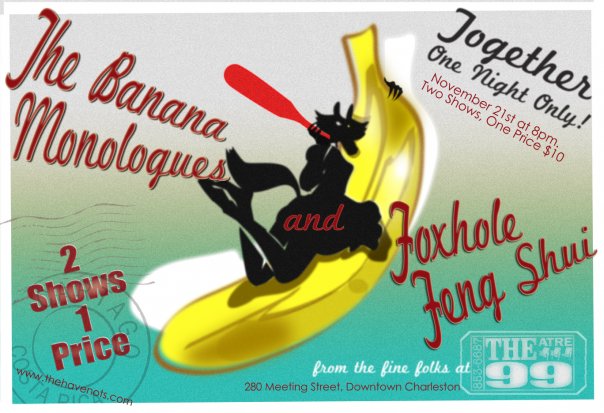 The Banana
Monologues
Together
One Night Only!
November 21st at 8pm.
Two Shows, One Price $10
and
Foxhole
Feng Shui
2
Shows
1
Price
www.thehavenots.com
from the fine folks at
280 Meeting Street, Downtown Charleston
853-6687
THEATRE
99